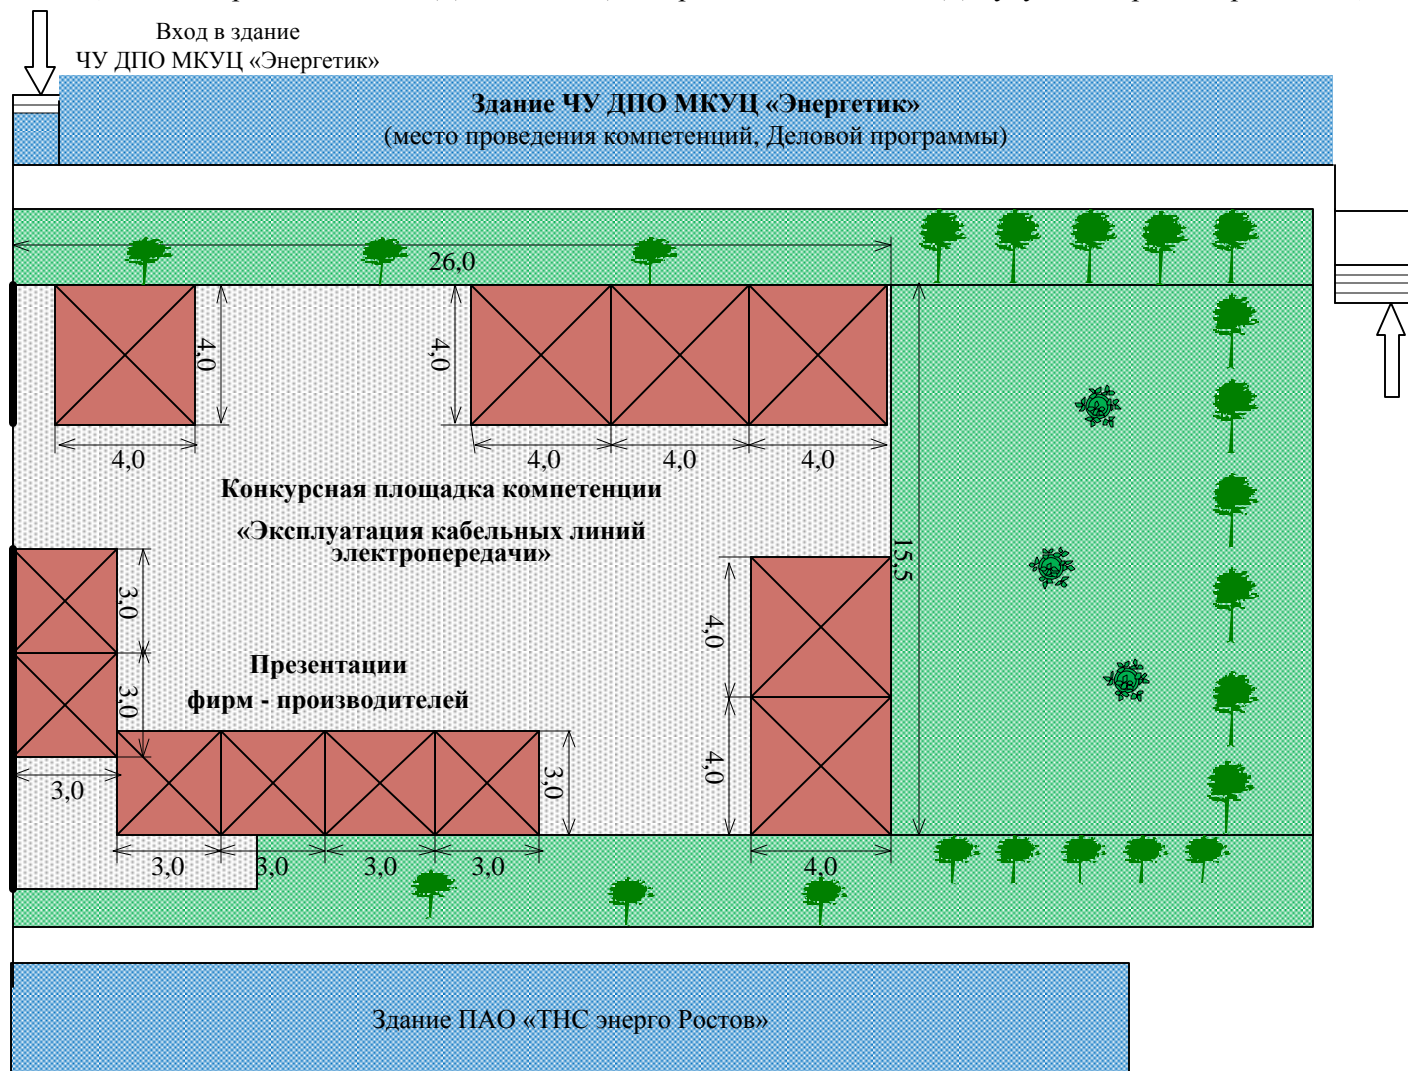 Вход в здание
ЧУ ДПО МКУЦ «Энергетик»
Здание ЧУ ДПО МКУЦ «Энергетик»
(место проведения компетенций, Деловой программы)
26,0
4,0
4,0
4,0
4,0
4,0
4,0
Конкурсная площадка компетенции
«Эксплуатация кабельных линий
электропередачи»
15,5
3,0
4,0
Презентации
фирм - производителей
3,0
4,0
3,0
3,0
3,0
3,0
3,0
3,0
4,0
Здание ПАО «ТНС энерго Ростов»